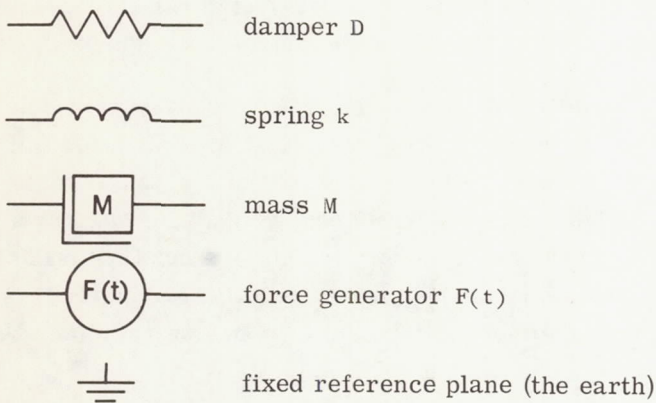 damper D
spring k
M mass M
F(t) force generator F(t)
fixed reference plane (the earth)